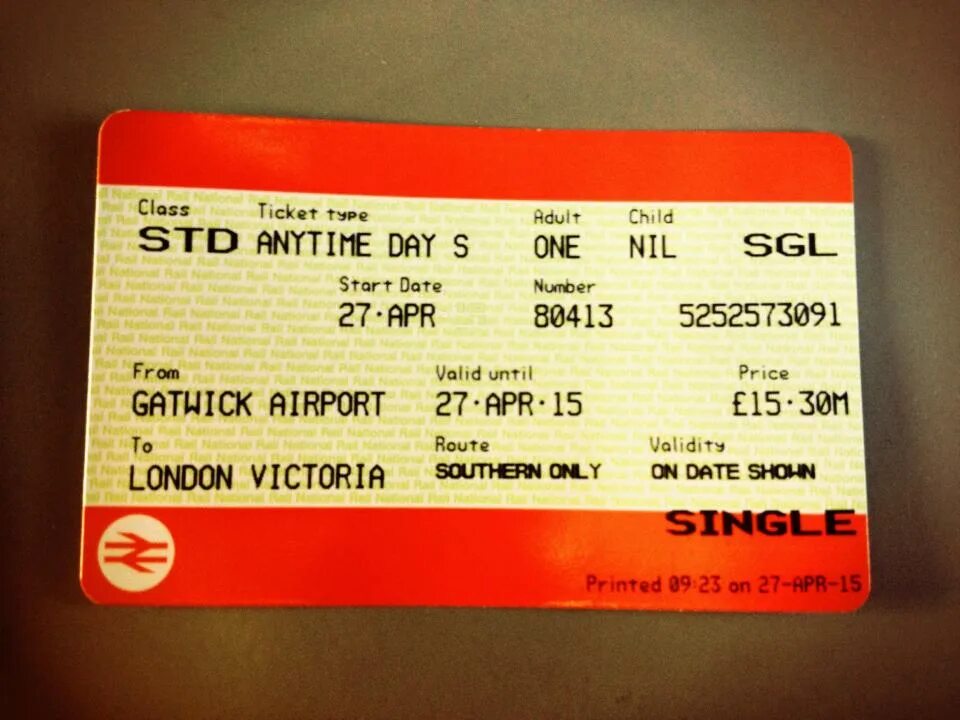 Class Ticket type Adult Child
STD ANYTIME DAY S ONE NIL SGL
Start Date Number
27·APR 80413 5252573091
From Valid until Price
GATWICK AIRPORT 27·APR·15 £15·30M
To Route Validity
LONDON VICTORIA SOUTHERN ONLY ON DATE SHOWN
SINGLE
Printed 09:23 on 27-APR-15